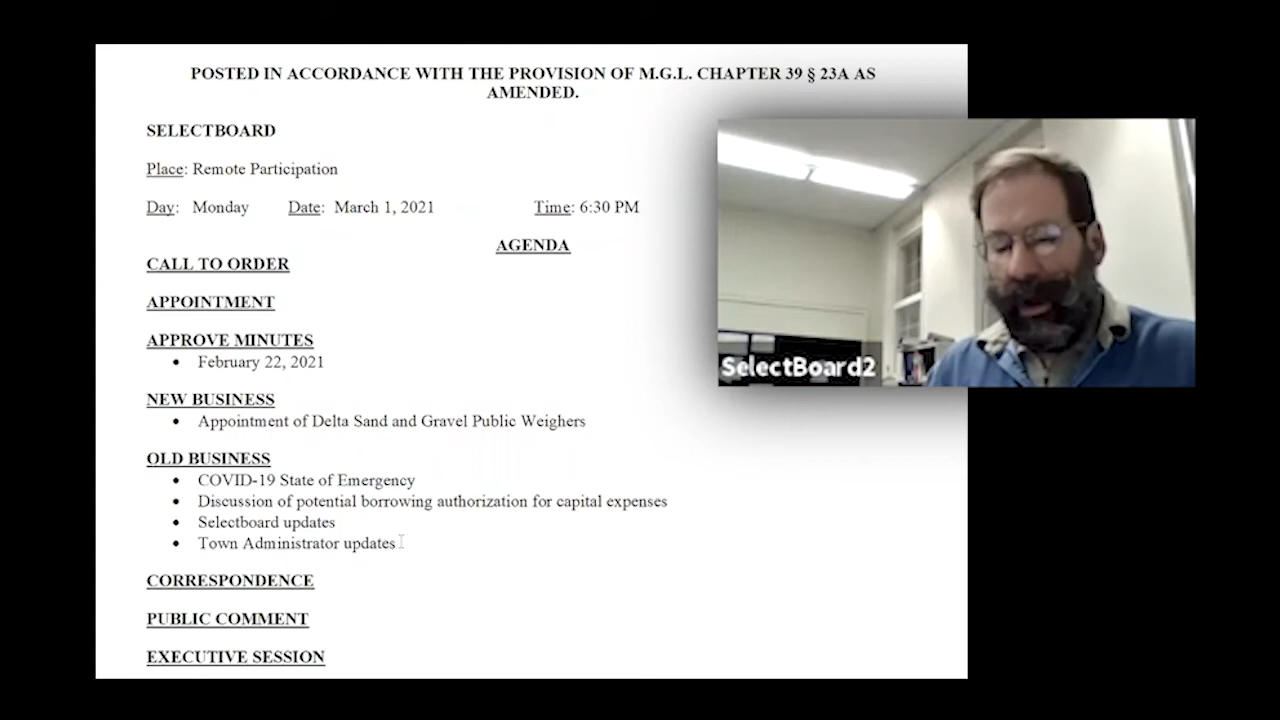 POSTED IN ACCORDANCE WITH THE PROVISION OF M.G.L. CHAPTER 39 § 23A AS
AMENDED.
SELECTBOARD
Place: Remote Participation
Day: Monday Date: March 1, 2021 Time: 6:30 PM
AGENDA
CALL TO ORDER
APPOINTMENT
APPROVE MINUTES
• February 22, 2021
NEW BUSINESS
• Appointment of Delta Sand and Gravel Public Weighers
OLD BUSINESS
• COVID-19 State of Emergency
• Discussion of potential borrowing authorization for capital expenses
• Selectboard updates
• Town Administrator updates
CORRESPONDENCE
PUBLIC COMMENT
EXECUTIVE SESSION
SelectBoard2